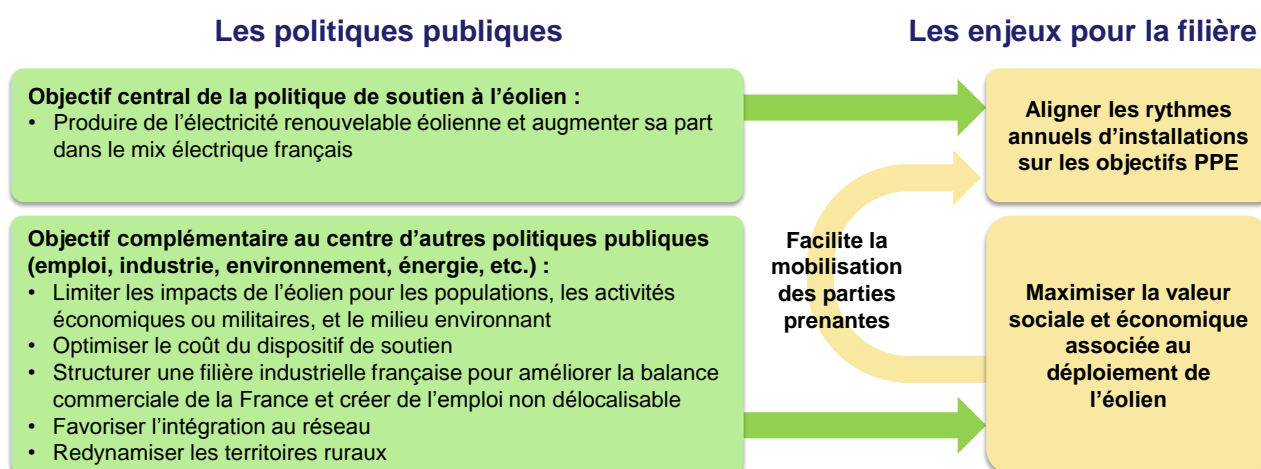 Les politiques publiques
Les enjeux pour la filière
Objectif central de la politique de soutien à l’éolien :
• Produire de l’électricité renouvelable éolienne et augmenter sa part
dans le mix électrique français
Aligner les rythmes
annuels d’installations
sur les objectifs PPE
Objectif complémentaire au centre d’autres politiques publiques
(emploi, industrie, environnement, énergie, etc.) :
• Limiter les impacts de l’éolien pour les populations, les activités
économiques ou militaires, et le milieu environnant
• Optimiser le coût du dispositif de soutien
• Structurer une filière industrielle française pour améliorer la balance
commerciale de la France et créer de l’emploi non délocalisable
• Favoriser l’intégration au réseau
• Redynamiser les territoires ruraux
Facilite la
mobilisation
des parties
prenantes
Maximiser la valeur
sociale et économique
associée au
déploiement de
l’éolien